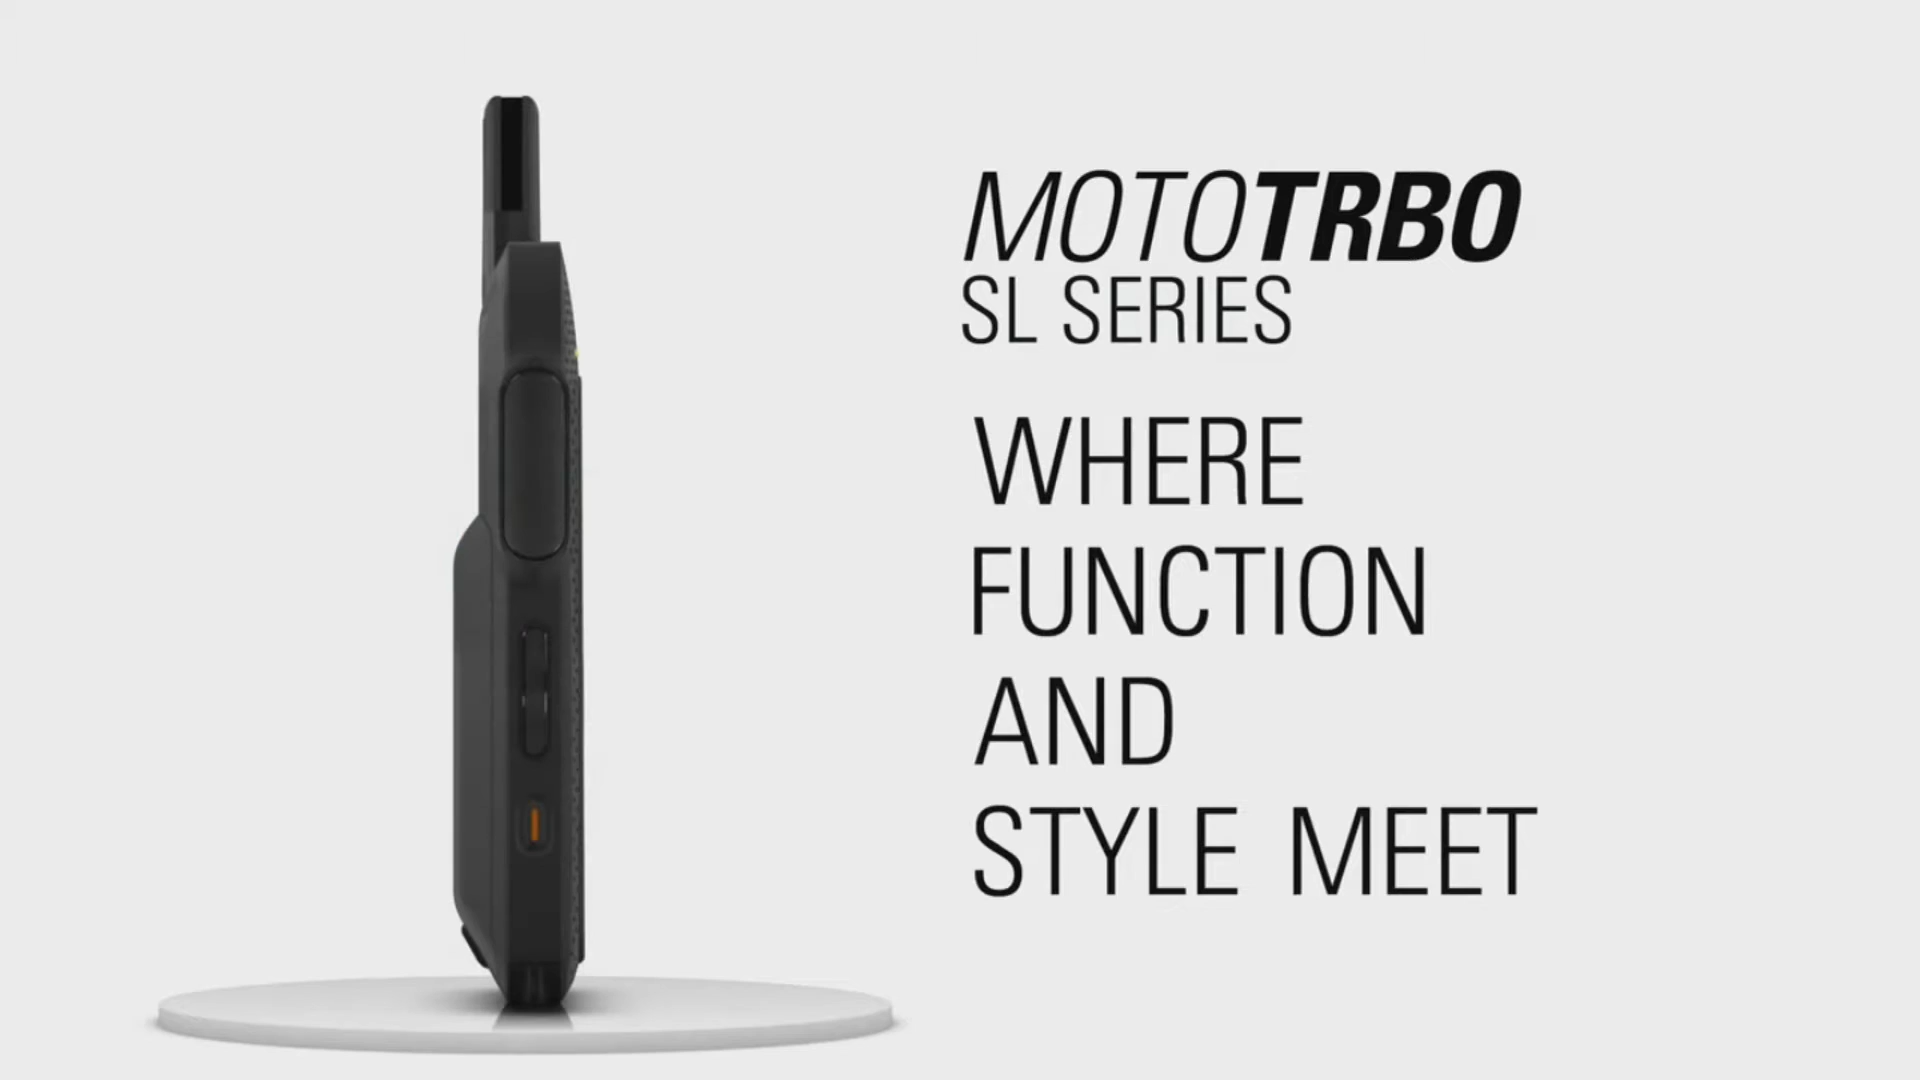 MOTOTRBO
SL SERIES
WHERE
FUNCTION
AND
STYLE MEET